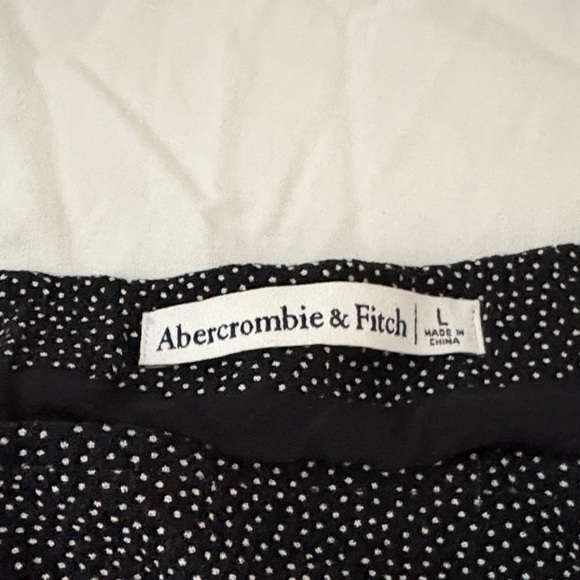 Abercrombie & Fitch
L
MADE IN
CHINA